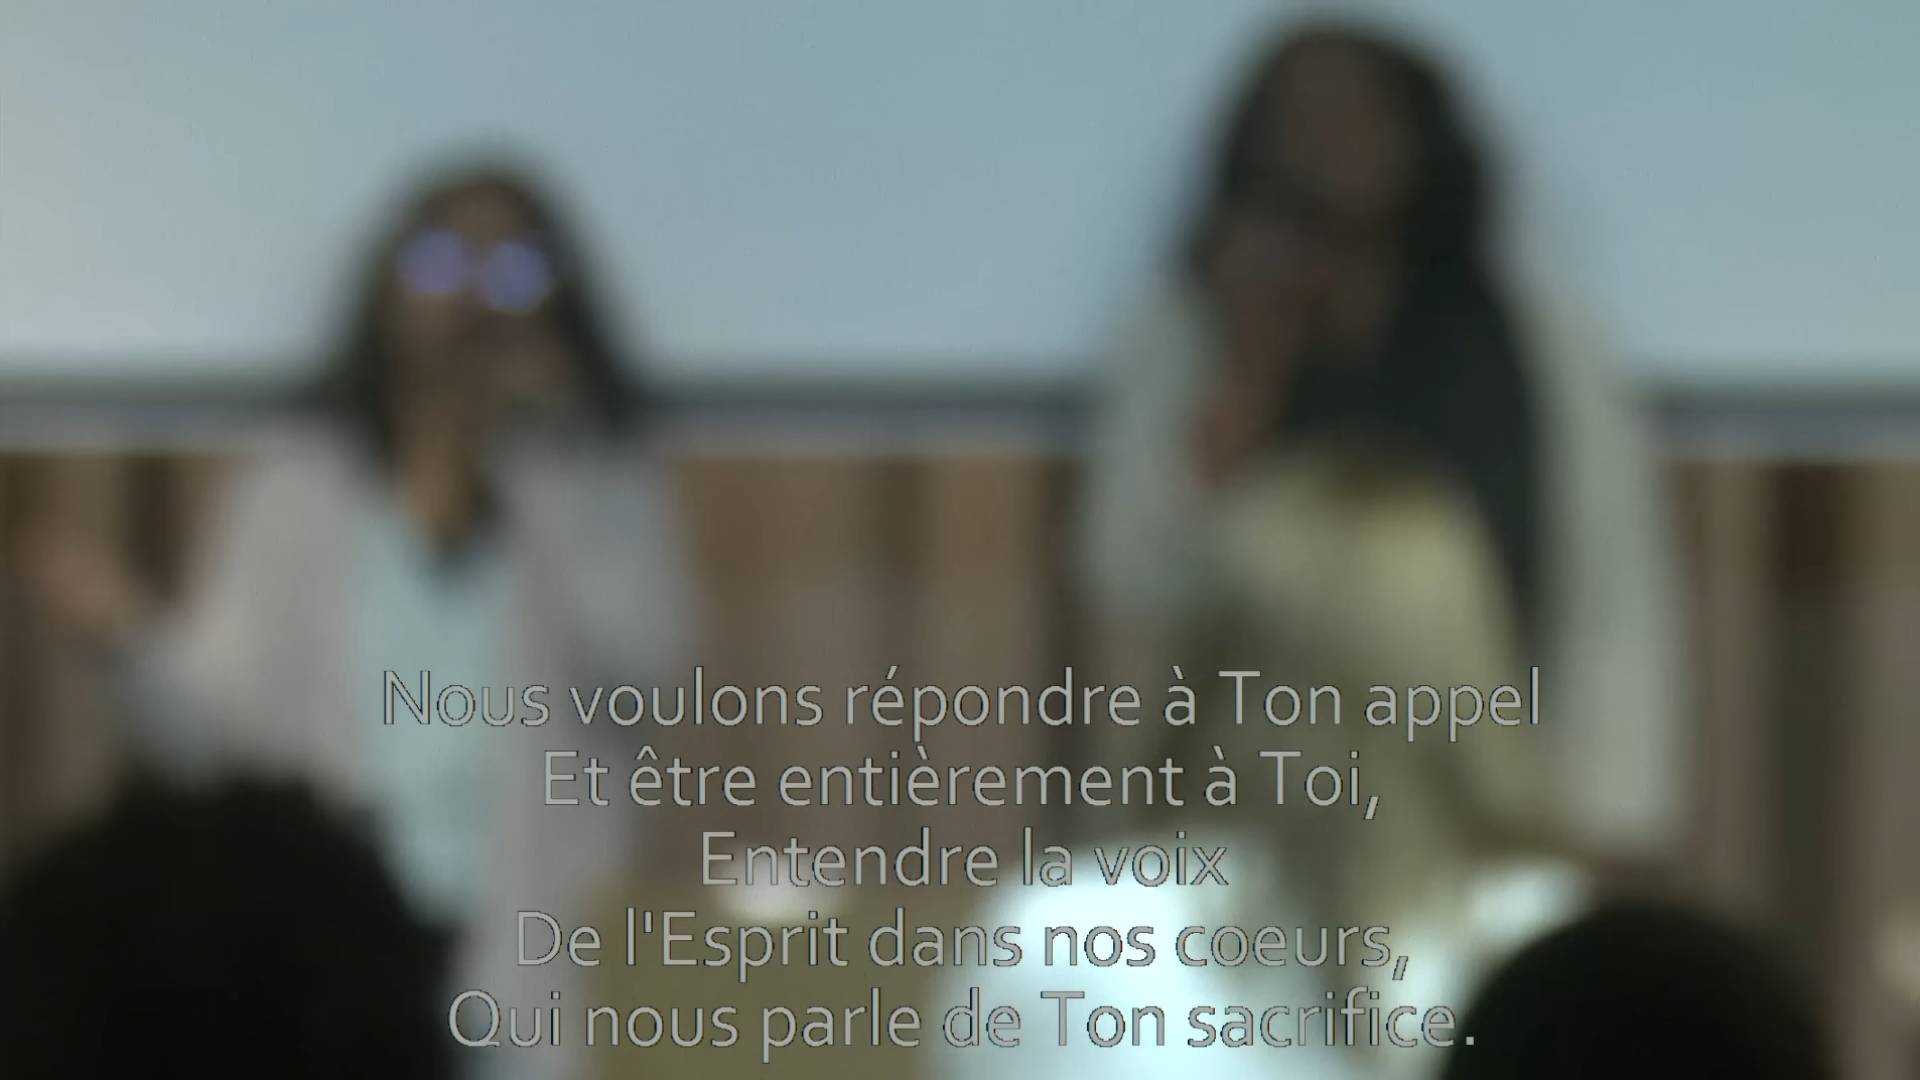 Nous voulons répondre à Ton appel
Et être entièrement à Toi,
Entendre la voix
De l'Esprit dans nos coeurs,
Qui nous parle de Ton sacrifice.